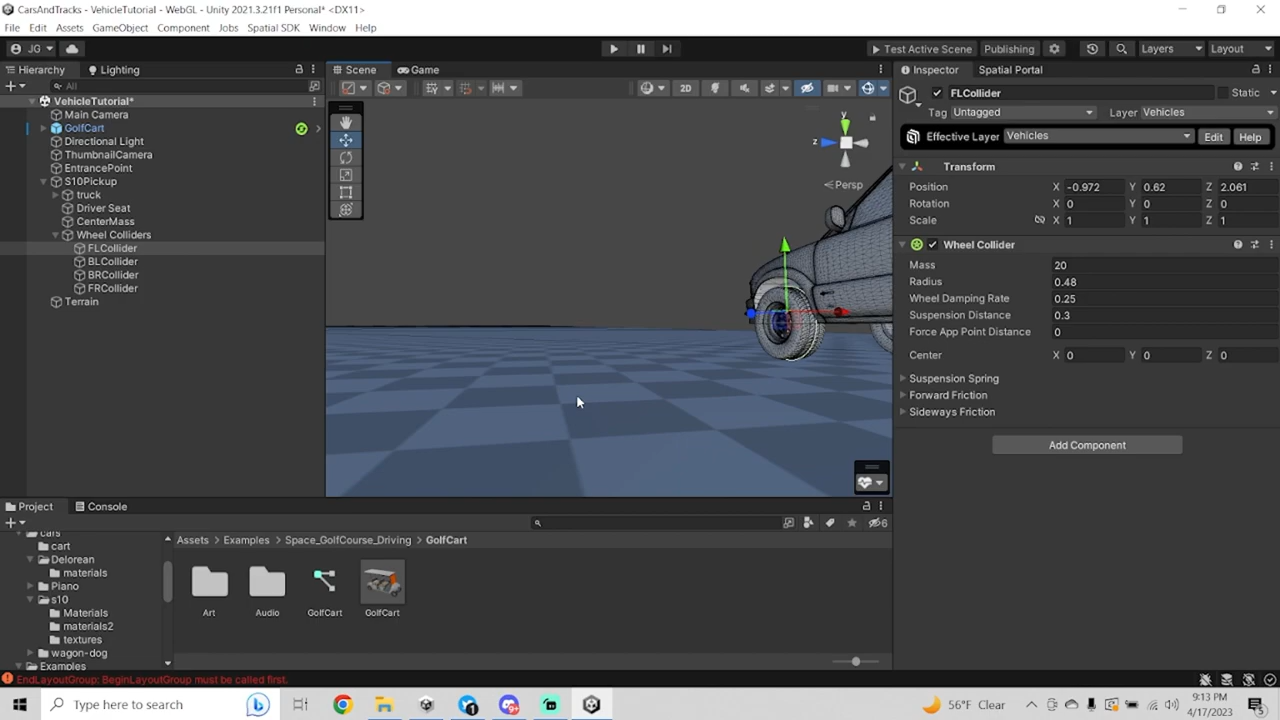 CarsAndTracks - VehicleTutorial - WebGL - Unity 2021.3.21f1 Personal* <DX11>
File Edit Assets GameObject Component Jobs Spatial SDK Window Help
JG Test Active Scene Publishing Layers Layout
Hierarchy Lighting
All
VehicleTutorial*
Main Camera
GolfCart
Directional Light
ThumbnailCamera
EntrancePoint
S10Pickup
truck
Driver Seat
CenterMass
Wheel Colliders
FLCollider
BLCollider
BRCollider
FRCollider
Terrain
Scene Game
2D
y
z
Persp
Inspector Spatial Portal
FLCollider Static
Tag Untagged Layer Vehicles
Effective Layer Vehicles Edit Help
Transform
Position X -0.972 Y 0.62 Z 2.061
Rotation X 0 Y 0 Z 0
Scale X 1 Y 1 Z 1
Wheel Collider
Mass 20
Radius 0.48
Wheel Damping Rate 0.25
Suspension Distance 0.3
Force App Point Distance 0
Center X 0 Y 0 Z 0
Suspension Spring
Forward Friction
Sideways Friction
Add Component
Project Console
6
cars
cart
Delorean
materials
Piano
s10
Materials
materials2
textures
wagon-dog
Examples
Assets > Examples > Space_GolfCourse_Driving > GolfCart
Art Audio GolfCart GolfCart
EndLayoutGroup: BeginLayoutGroup must be called first.
Type here to search
56°F Clear
9:13 PM
4/17/2023